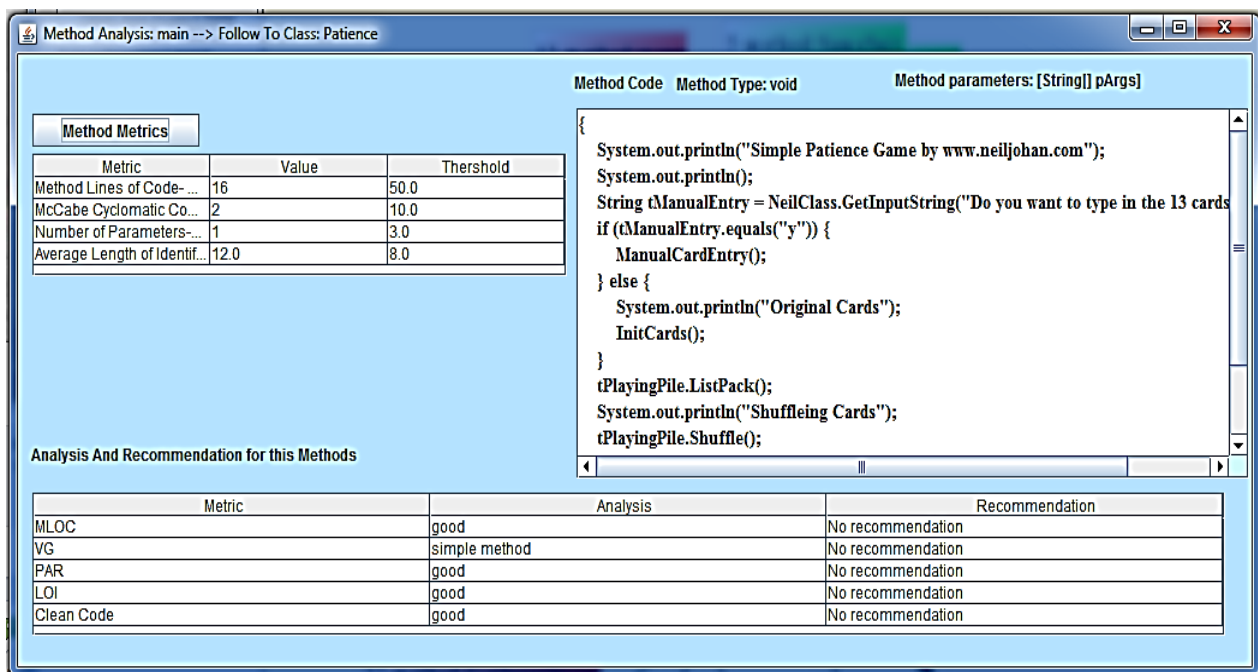 Method Analysis: main --> Follow To Class: Patience
Method Code Method Type: void Method parameters: [String[] pArgs]
Method Metrics
Metric Value Thershold
Method Lines of Code- ... 16 50.0
McCabe Cyclomatic Co... 2 10.0
Number of Parameters-... 1 3.0
Average Length of Identif... 12.0 8.0
{
System.out.println("Simple Patience Game by www.neiljohan.com");
System.out.println();
String tManualEntry = NeilClass.GetInputString("Do you want to type in the 13 cards
if (tManualEntry.equals("y")) {
ManualCardEntry();
} else {
System.out.println("Original Cards");
InitCards();
}
tPlayingPile.ListPack();
System.out.println("Shuffleing Cards");
tPlayingPile.Shuffle();
Analysis And Recommendation for this Methods
Metric Analysis Recommendation
MLOC good No recommendation
VG simple method No recommendation
PAR good No recommendation
LOI good No recommendation
Clean Code good No recommendation